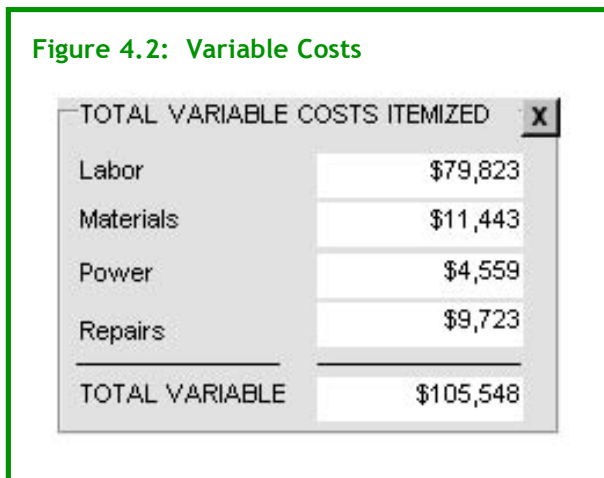 Figure 4.2: Variable Costs
TOTAL VARIABLE COSTS ITEMIZED X
Labor $79,823
Materials $11,443
Power $4,559
Repairs $9,723
TOTAL VARIABLE $105,548